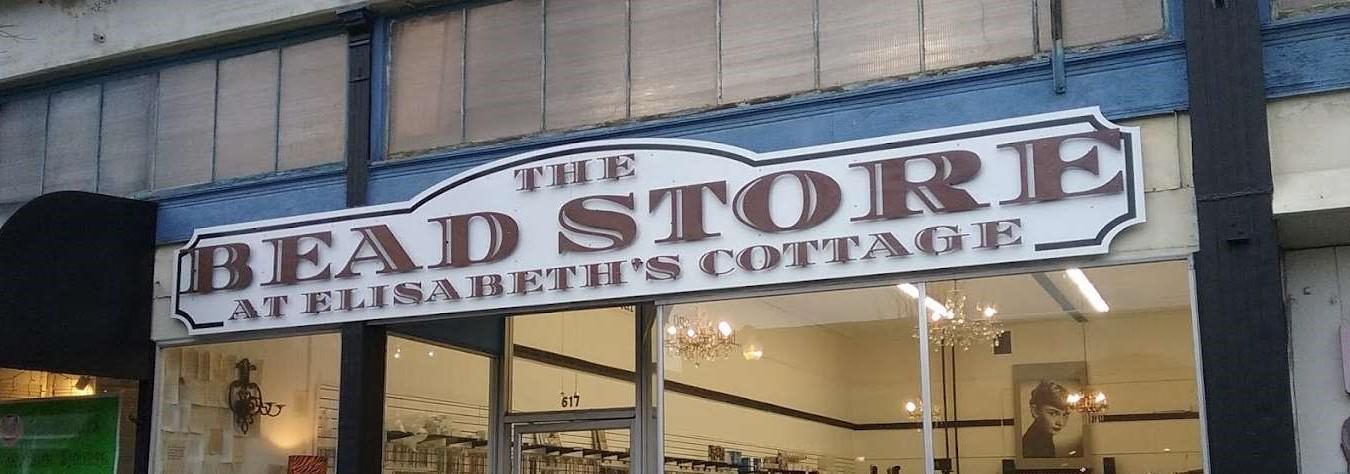 THE
BEAD STORE
AT ELISABETH'S COTTAGE
617